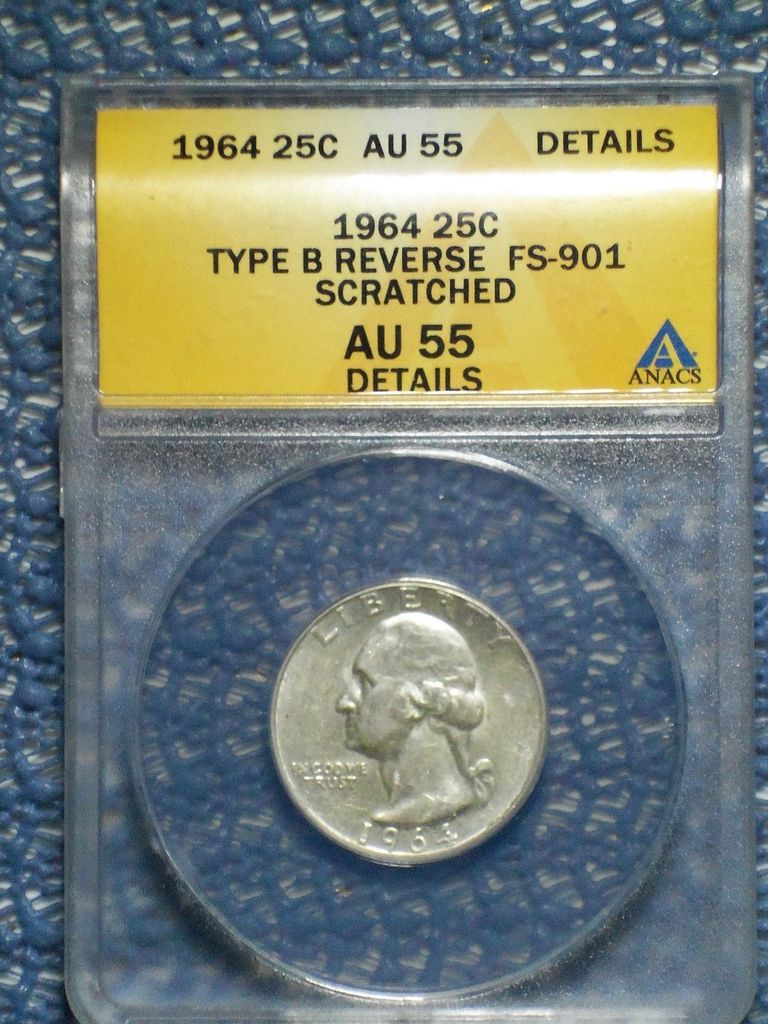 1964 25C AU 55 DETAILS
1964 25C
TYPE B REVERSE FS-901
SCRATCHED
AU 55
DETAILS
ANACS
LIBERTY
IN GOD WE
TRUST
1964